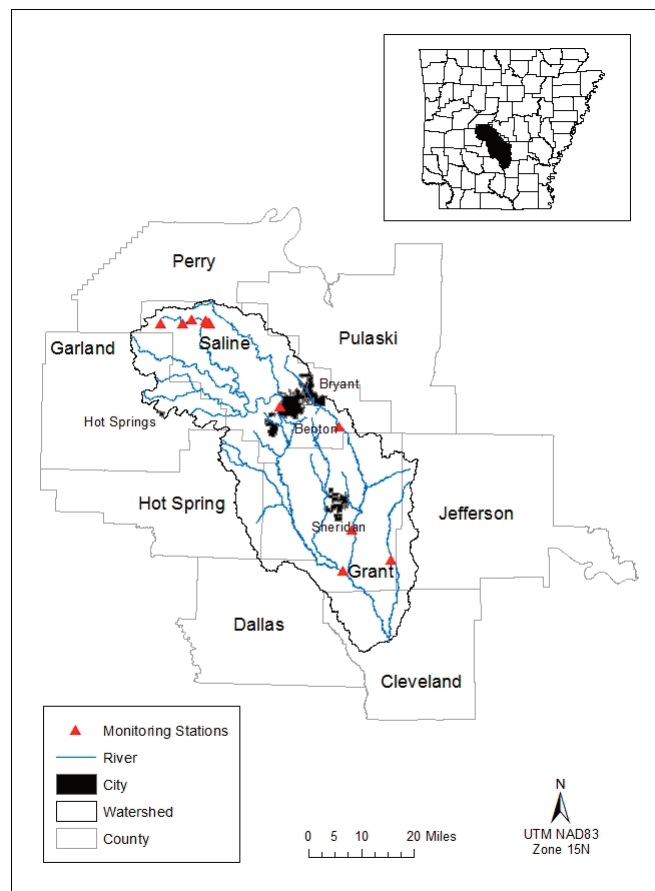 Perry
Pulaski
Garland
Saline
Bryant
Hot Springs
Benton
Hot Spring
Jefferson
Sheridan
Grant
Dallas
Cleveland
Monitoring Stations
River
City
Watershed
County
0 5 10 20 Miles
N
UTM NAD83
Zone 15N